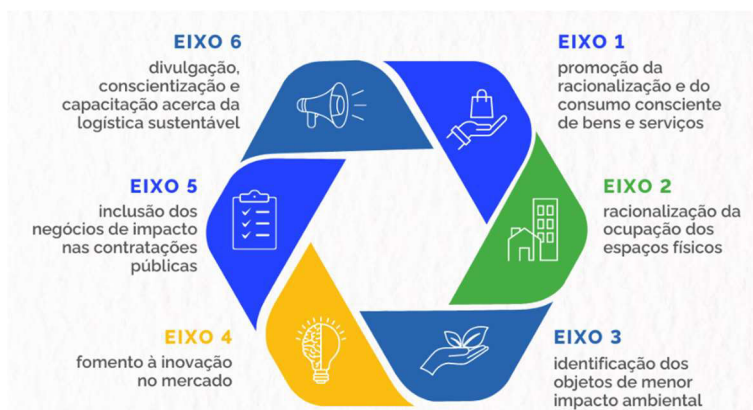 EIXO 1
promoção da
racionalização e do
consumo consciente
de bens e serviços
EIXO 2
racionalização da
ocupação dos
espaços físicos
EIXO 3
identificação dos
objetos de menor
impacto ambiental
EIXO 4
fomento à inovação
no mercado
EIXO 5
inclusão dos
negócios de impacto
nas contratações
públicas
EIXO 6
divulgação,
conscientização e
capacitação acerca da
logística sustentável